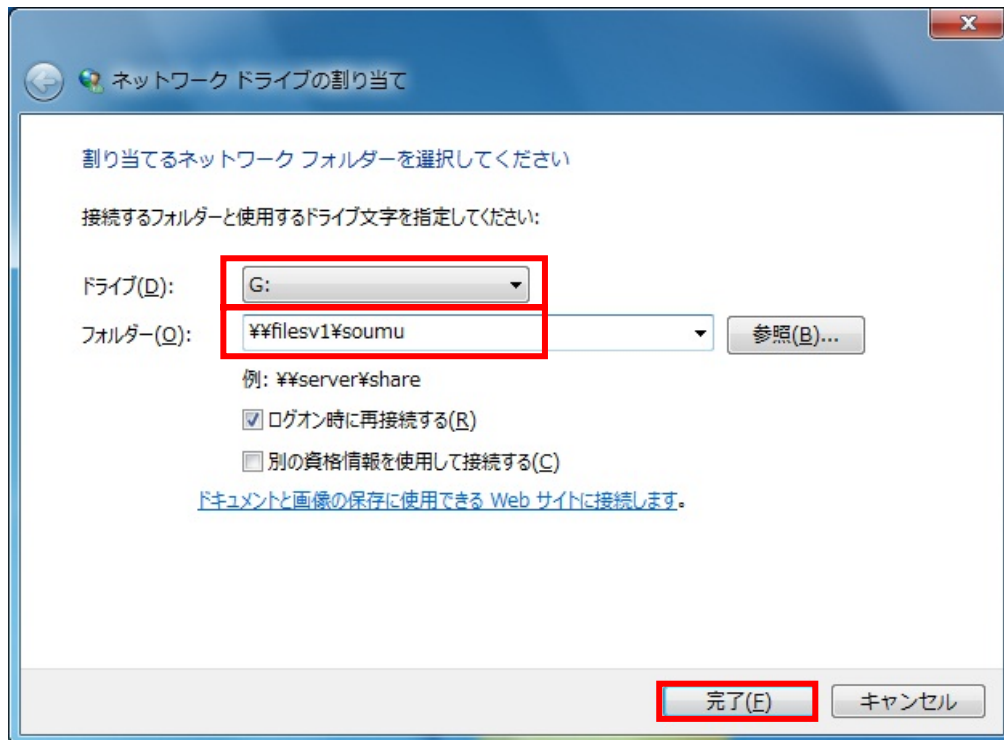 ネットワーク ドライブの割り当て
割り当てるネットワーク フォルダーを選択してください
接続するフォルダーと使用するドライブ文字を指定してください:
ドライブ(D): G:
フォルダー(O): ¥¥filesv1¥soumu 参照(B)...
例: ¥¥server¥share
ログオン時に再接続する(R)
別の資格情報を使用して接続する(C)
ドキュメントと画像の保存に使用できる Web サイトに接続します。
完了(F) キャンセル